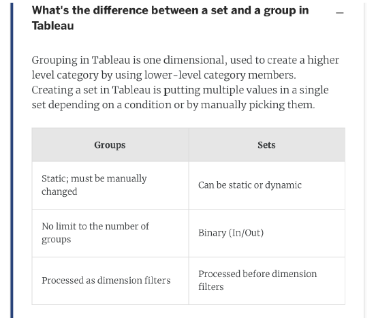 What's the difference between a set and a group in
Tableau
Grouping in Tableau is one dimensional, used to create a higher
level category by using lower-level category members.
Creating a set in Tableau is putting multiple values in a single
set depending on a condition or by manually picking them.
Groups
Sets
Static; must be manually
changed
Can be static or dynamic
No limit to the number of
groups
Binary (In/Out)
Processed as dimension filters
Processed before dimension
filters